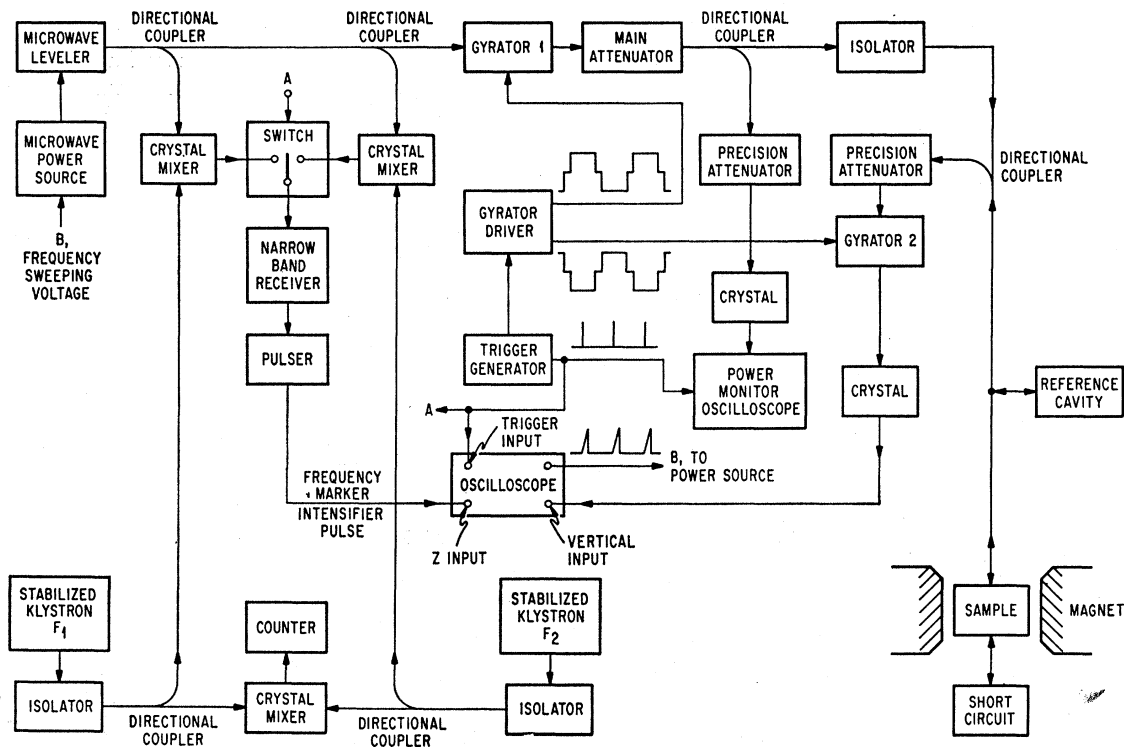 MICROWAVE
LEVELER
DIRECTIONAL
COUPLER
DIRECTIONAL
COUPLER
GYRATOR 1
MAIN
ATTENUATOR
DIRECTIONAL
COUPLER
ISOLATOR
A
MICROWAVE
POWER
SOURCE
CRYSTAL
MIXER
SWITCH
CRYSTAL
MIXER
PRECISION
ATTENUATOR
PRECISION
ATTENUATOR
DIRECTIONAL
COUPLER
B,
FREQUENCY
SWEEPING
VOLTAGE
NARROW
BAND
RECEIVER
GYRATOR
DRIVER
GYRATOR 2
CRYSTAL
PULSER
TRIGGER
GENERATOR
POWER
MONITOR
OSCILLOSCOPE
CRYSTAL
REFERENCE
CAVITY
A
TRIGGER
INPUT
OSCILLOSCOPE
B, TO
POWER SOURCE
FREQUENCY
MARKER
INTENSIFIER
PULSE
Z INPUT
VERTICAL
INPUT
STABILIZED
KLYSTRON
F1
COUNTER
STABILIZED
KLYSTRON
F2
SAMPLE
MAGNET
ISOLATOR
DIRECTIONAL
COUPLER
CRYSTAL
MIXER
DIRECTIONAL
COUPLER
ISOLATOR
SHORT
CIRCUIT